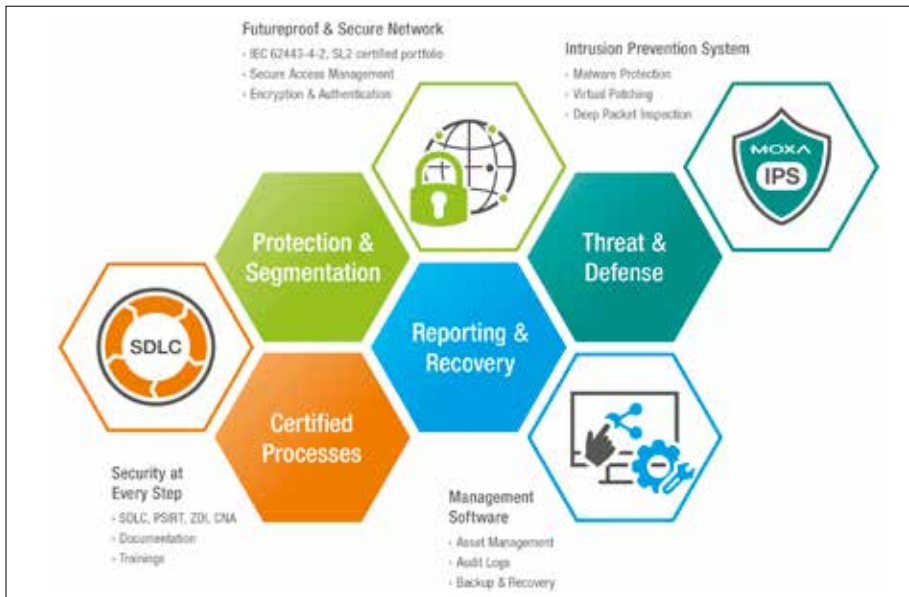 Futureproof & Secure Network
- IEC 62443-4-2, SL2 certified portfolio
- Secure Access Management
- Encryption & Authentication
Intrusion Prevention System
- Malware Protection
- Virtual Patching
- Deep Packet Inspection
MOXA
IPS
Protection &
Segmentation
Threat &
Defense
SDLC
Reporting &
Recovery
Certified
Processes
Security at
Every Step
- SDLC, PSIRT, ZDI, CNA
- Documentation
- Trainings
Management
Software
- Asset Management
- Audit Logs
- Backup & Recovery